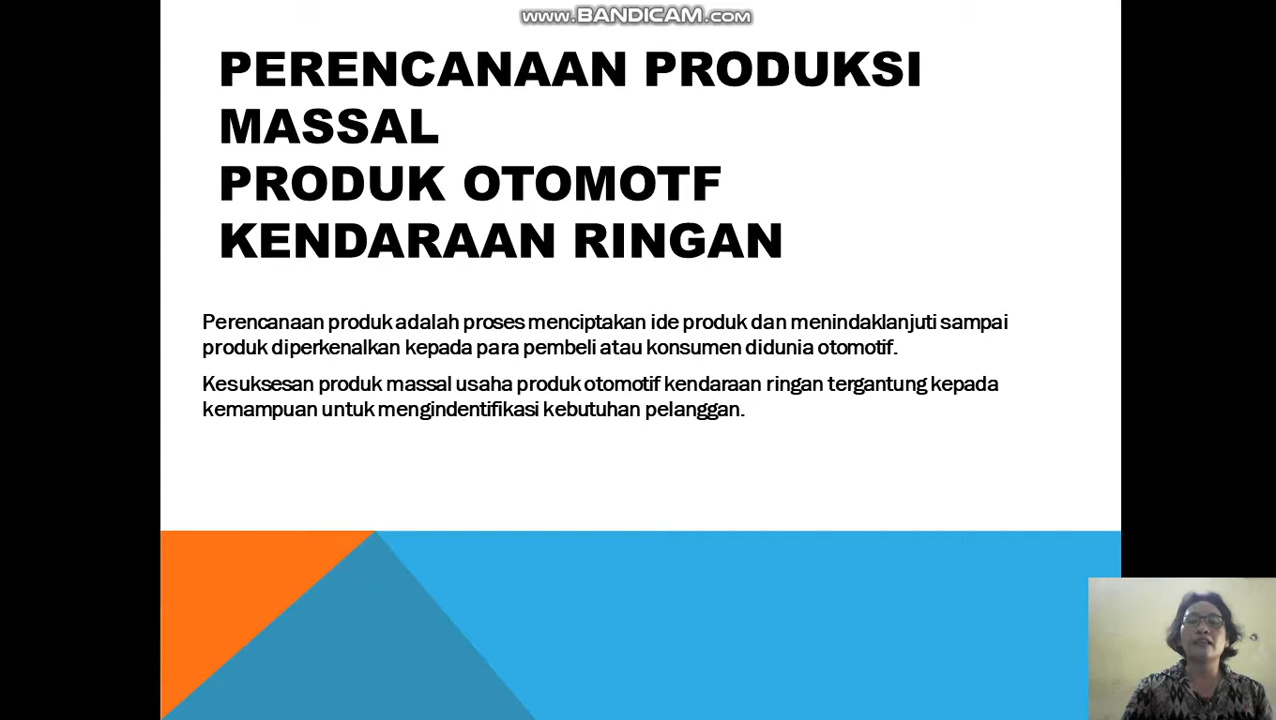 www.BANDICAM.com
PERENCANAAN PRODUKSI
MASSAL
PRODUK OTOMOTF
KENDARAAN RINGAN
Perencanaan produk adalah proses menciptakan ide produk dan menindaklanjuti sampai
produk diperkenalkan kepada para pembeli atau konsumen didunia otomotif.
Kesuksesan produk massal usaha produk otomotif kendaraan ringan tergantung kepada
kemampuan untuk mengindentifikasi kebutuhan pelanggan.